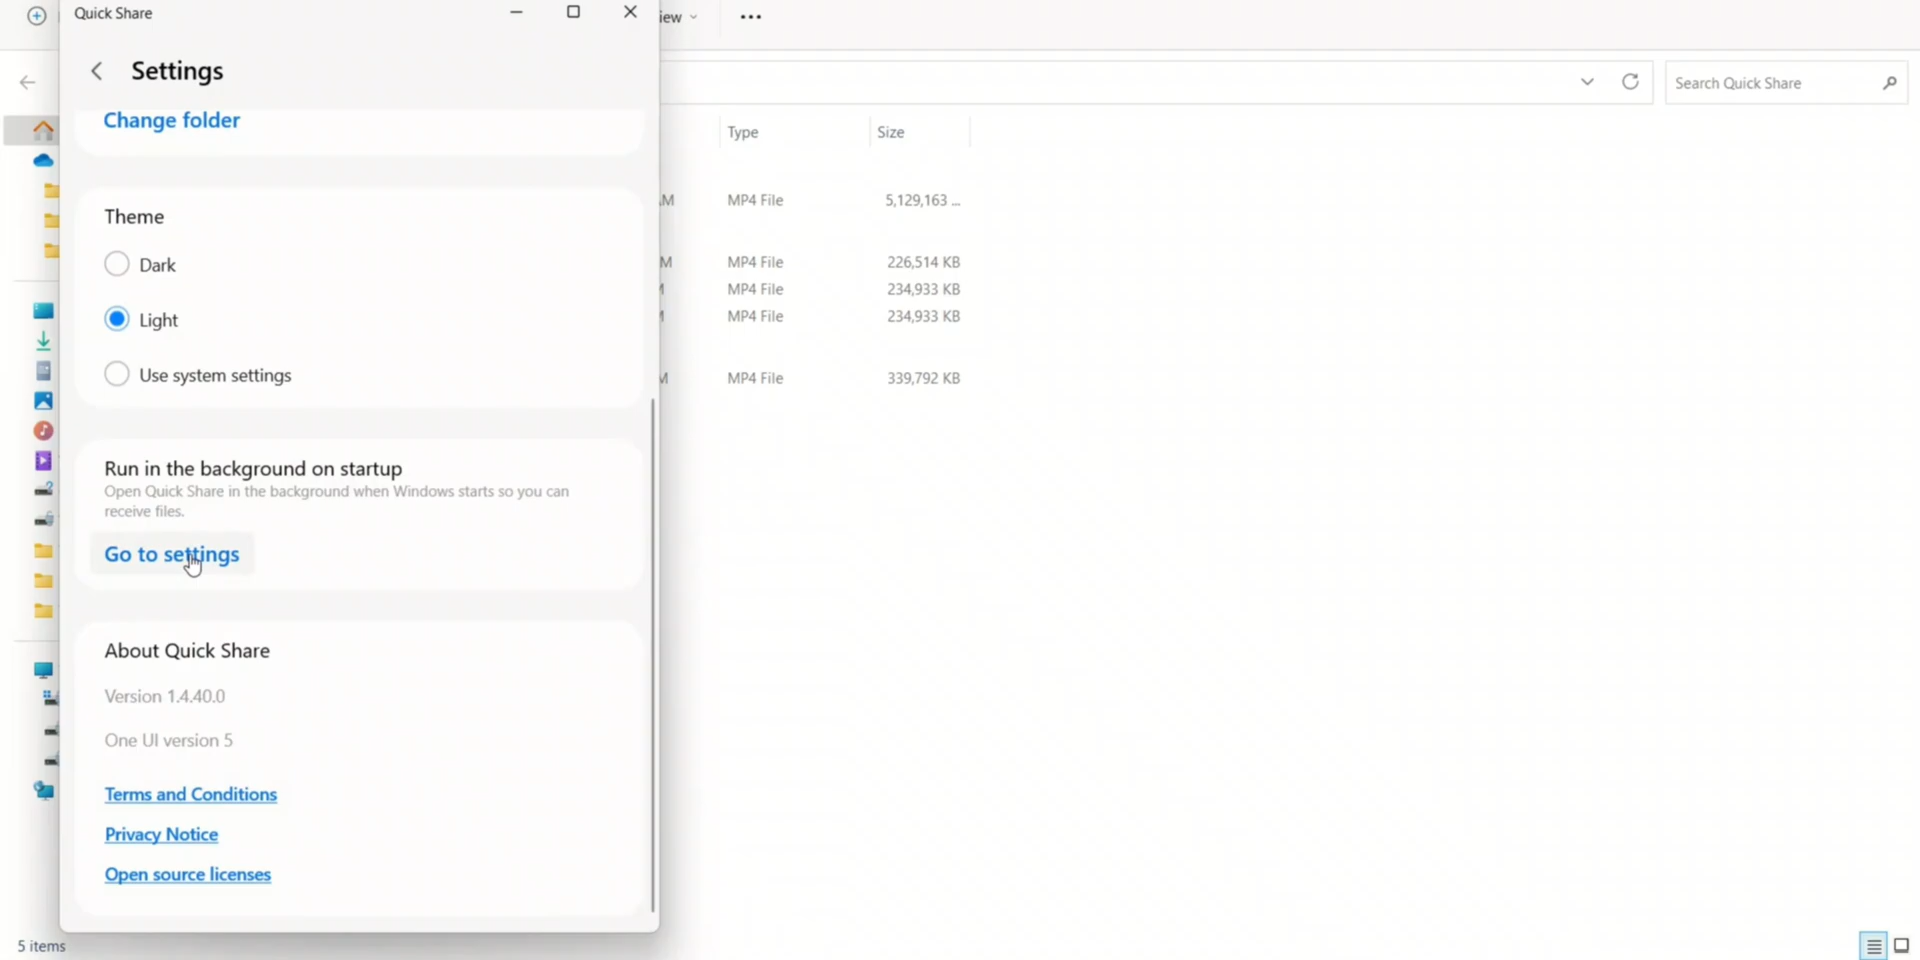 Quick Share
Settings
Change folder
Theme
Dark
Light
Use system settings
Run in the background on startup
Open Quick Share in the background when Windows starts so you can
receive files.
Go to settings
About Quick Share
Version 1.4.40.0
One UI version 5
Terms and Conditions
Privacy Notice
Open source licenses
iew
Search Quick Share
Type Size
M MP4 File 5,129,163 ...
M MP4 File 226,514 KB
MP4 File 234,933 KB
MP4 File 234,933 KB
M MP4 File 339,792 KB
5 items